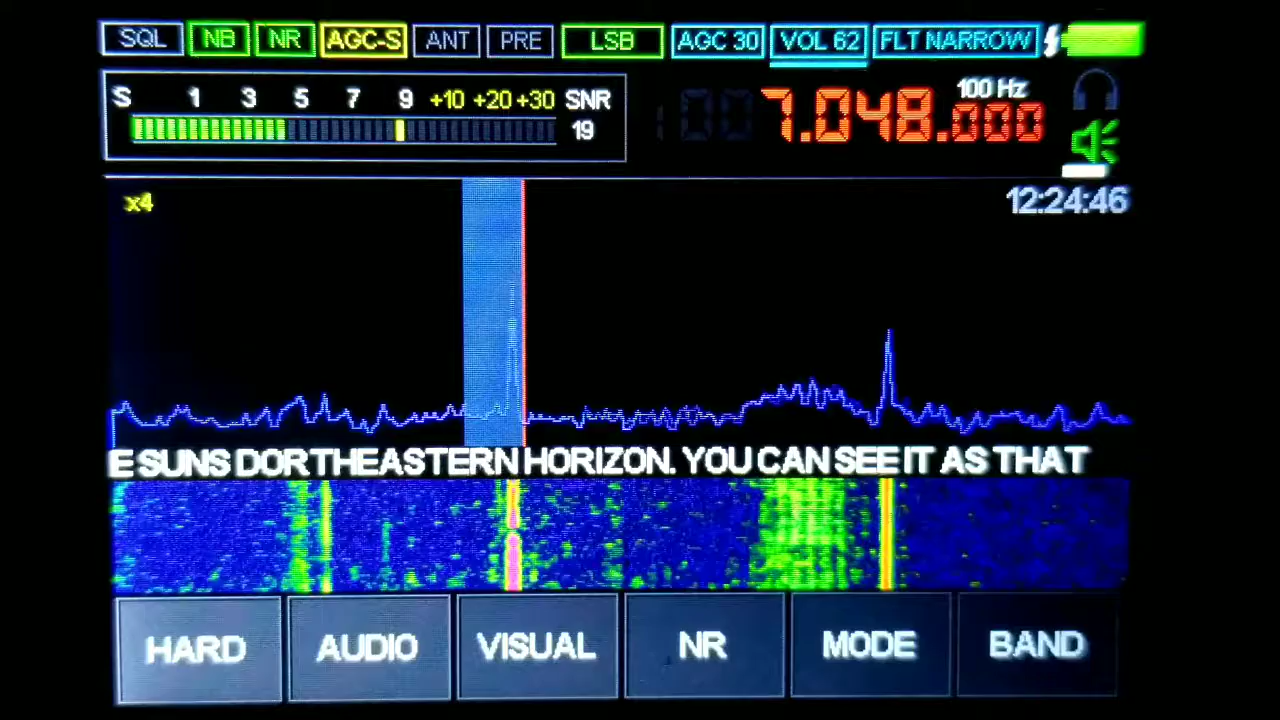 SQL NB NR AGC-S ANT PRE LSB AGC 30 VOL 62 FLT NARROW
S 1 3 5 7 9 +10 +20 +30 SNR
19
100 Hz
7.048.000
x4
12:24:46
E SUNS DORTHEASTERN HORIZON. YOU CAN SEE IT AS THAT
HARD AUDIO VISUAL NR MODE BAND